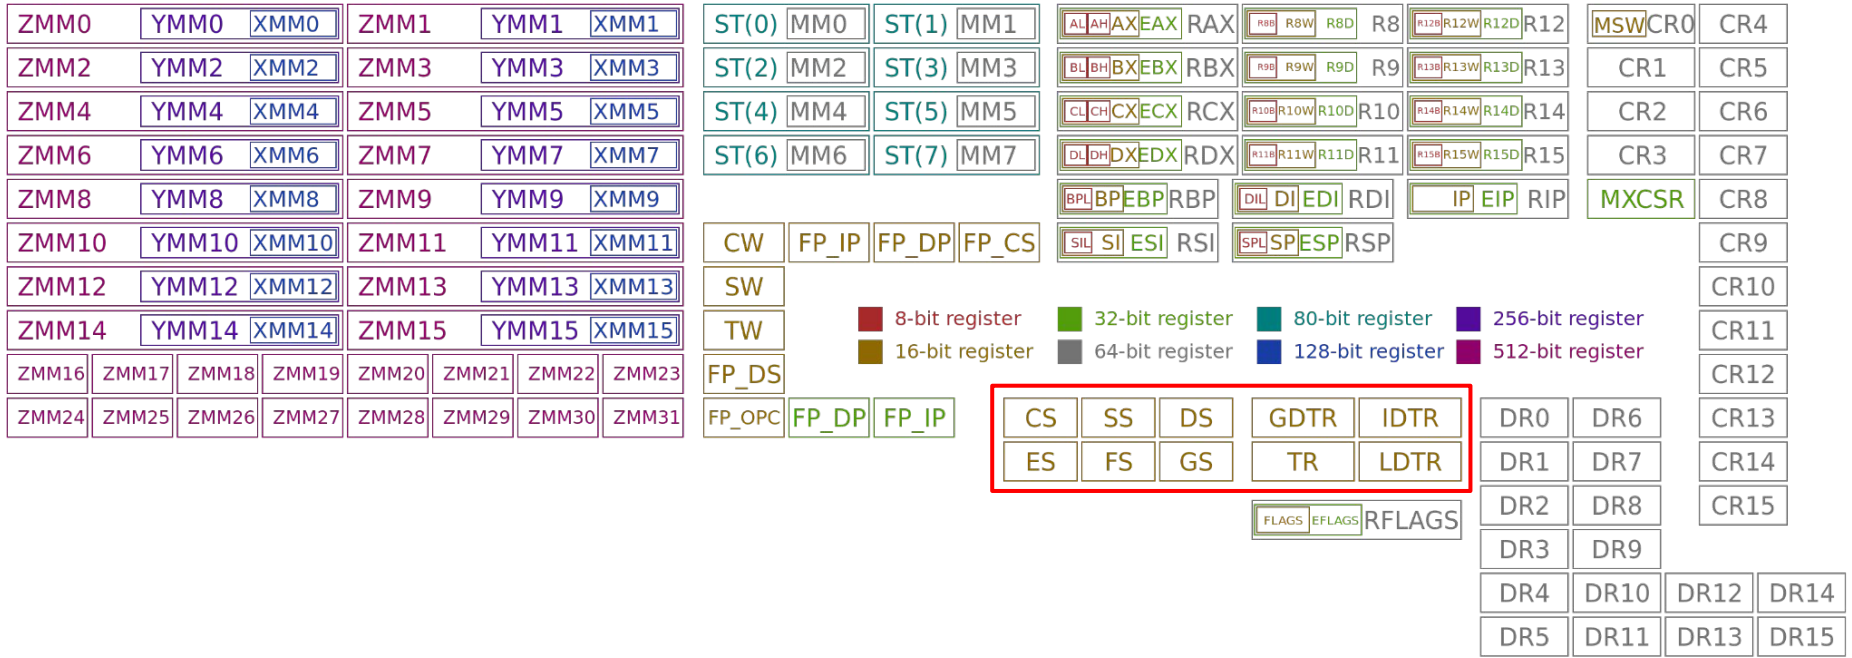 ZMM0 YMM0 XMM0 ZMM1 YMM1 XMM1 ST(0) MM0 ST(1) MM1 AL AH AX EAX RAX R8B R8W R8D R8 R12B R12W R12D R12 MSW CR0 CR4
ZMM2 YMM2 XMM2 ZMM3 YMM3 XMM3 ST(2) MM2 ST(3) MM3 BL BH BX EBX RBX R9B R9W R9D R9 R13B R13W R13D R13 CR1 CR5
ZMM4 YMM4 XMM4 ZMM5 YMM5 XMM5 ST(4) MM4 ST(5) MM5 CL CH CX ECX RCX R10B R10W R10D R10 R14B R14W R14D R14 CR2 CR6
ZMM6 YMM6 XMM6 ZMM7 YMM7 XMM7 ST(6) MM6 ST(7) MM7 DL DH DX EDX RDX R11B R11W R11D R11 R15B R15W R15D R15 CR3 CR7
ZMM8 YMM8 XMM8 ZMM9 YMM9 XMM9 BPL BP EBP RBP DIL DI EDI RDI IP EIP RIP MXCSR CR8
ZMM10 YMM10 XMM10 ZMM11 YMM11 XMM11 CW FP_IP FP_DP FP_CS SIL SI ESI RSI SPL SP ESP RSP CR9
ZMM12 YMM12 XMM12 ZMM13 YMM13 XMM13 SW CR10
8-bit register 32-bit register 80-bit register 256-bit register
ZMM14 YMM14 XMM14 ZMM15 YMM15 XMM15 TW CR11
16-bit register 64-bit register 128-bit register 512-bit register
ZMM16 ZMM17 ZMM18 ZMM19 ZMM20 ZMM21 ZMM22 ZMM23 FP_DS CR12
ZMM24 ZMM25 ZMM26 ZMM27 ZMM28 ZMM29 ZMM30 ZMM31 FP_OPC FP_DP FP_IP CS SS DS GDTR IDTR DR0 DR6 CR13
ES FS GS TR LDTR DR1 DR7 CR14
DR2 DR8 CR15
FLAGS EFLAGS RFLAGS
DR3 DR9
DR4 DR10 DR12 DR14
DR5 DR11 DR13 DR15